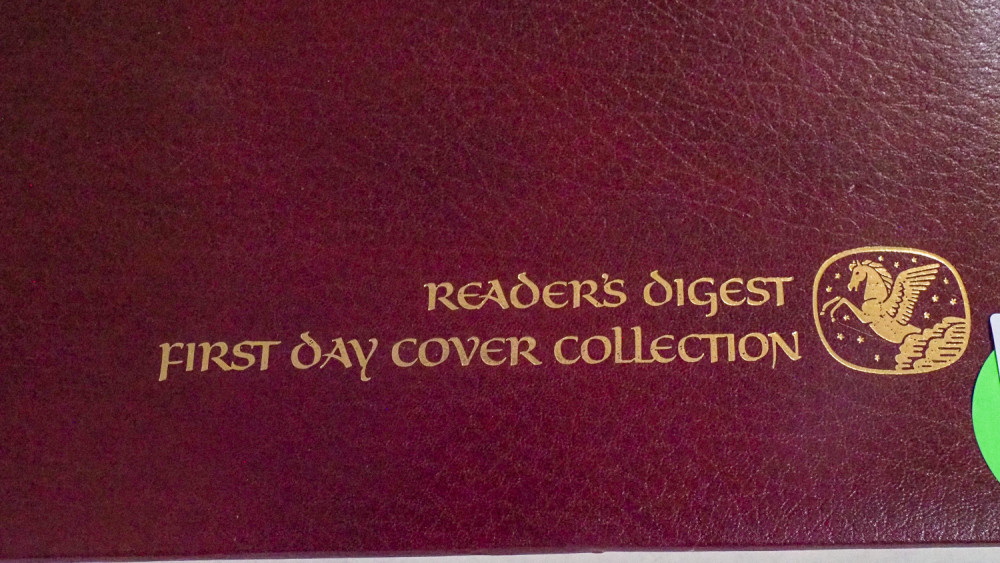 READER'S DIGEST
FIRST DAY COVER COLLECTION